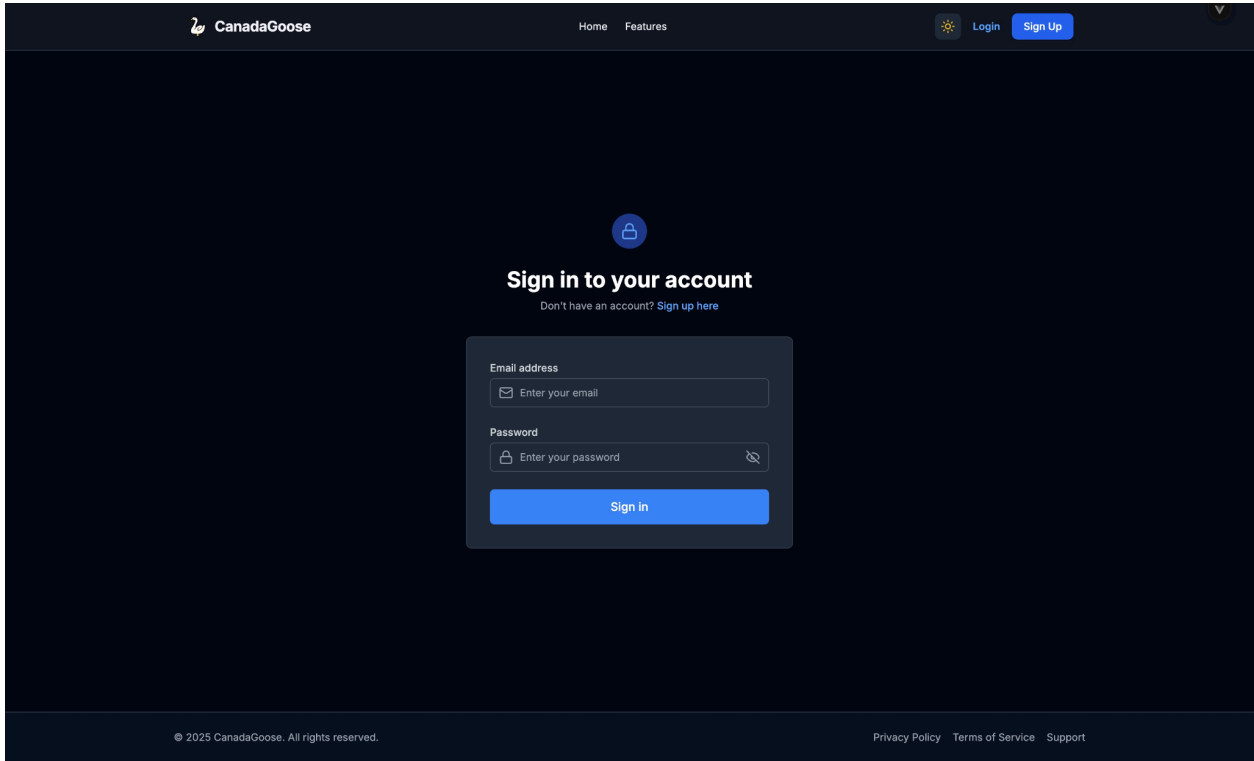 CanadaGoose
Home Features
Login Sign Up
Sign in to your account
Don't have an account? Sign up here
Email address
Enter your email
Password
Enter your password
Sign in
© 2025 CanadaGoose. All rights reserved.
Privacy Policy Terms of Service Support